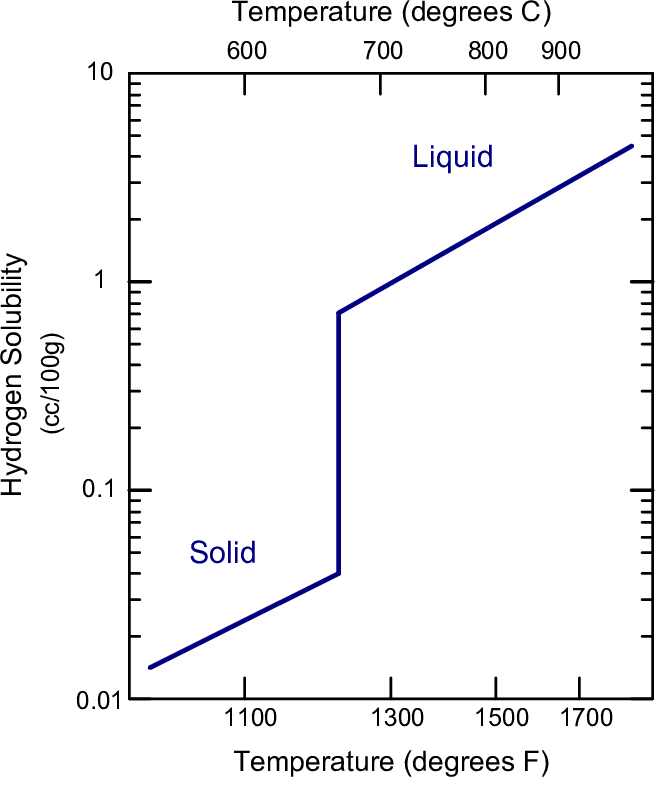 Temperature (degrees C)
600 700 800 900
10
Liquid
1
Hydrogen Solubility
(cc/100g)
0.1
Solid
0.01
1100 1300 1500 1700
Temperature (degrees F)